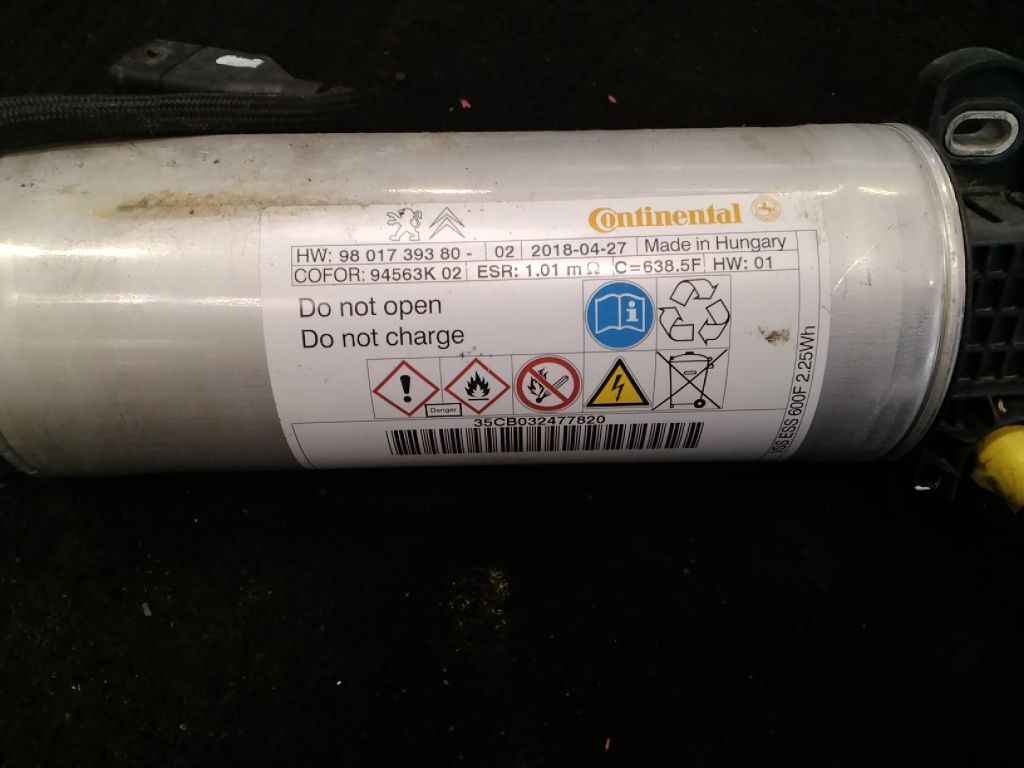 Continental
HW: 98 017 393 80 - 02 2018-04-27 Made in Hungary
COFOR: 94563K 02 ESR: 1.01 m Ω C=638.5F HW: 01
Do not open
Do not charge
Danger
35CB032477820
ESS 600F 2.25Wh